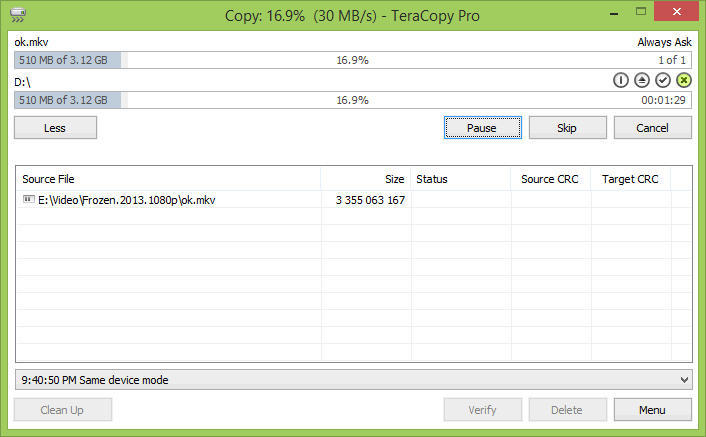 Copy: 16.9% (30 MB/s) - TeraCopy Pro
ok.mkv Always Ask
510 MB of 3.12 GB 16.9% 1 of 1
D:\
510 MB of 3.12 GB 16.9% 00:01:29
Less Pause Skip Cancel
Source File Size Status Source CRC Target CRC
E:\Video\Frozen.2013.1080p\ok.mkv 3 355 063 167
9:40:50 PM Same device mode
Clean Up Verify Delete Menu